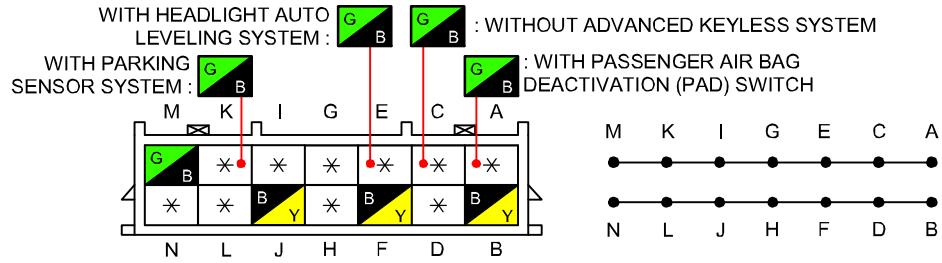 WITH HEADLIGHT AUTO
LEVELING SYSTEM :
G
B
G
B
: WITHOUT ADVANCED KEYLESS SYSTEM
WITH PARKING
SENSOR SYSTEM :
G
B
G
B
: WITH PASSENGER AIR BAG
DEACTIVATION (PAD) SWITCH
M K I G E C A
G
B
* * * * * *
* * B Y * B Y * B Y
N L J H F D B
M K I G E C A
N L J H F D B